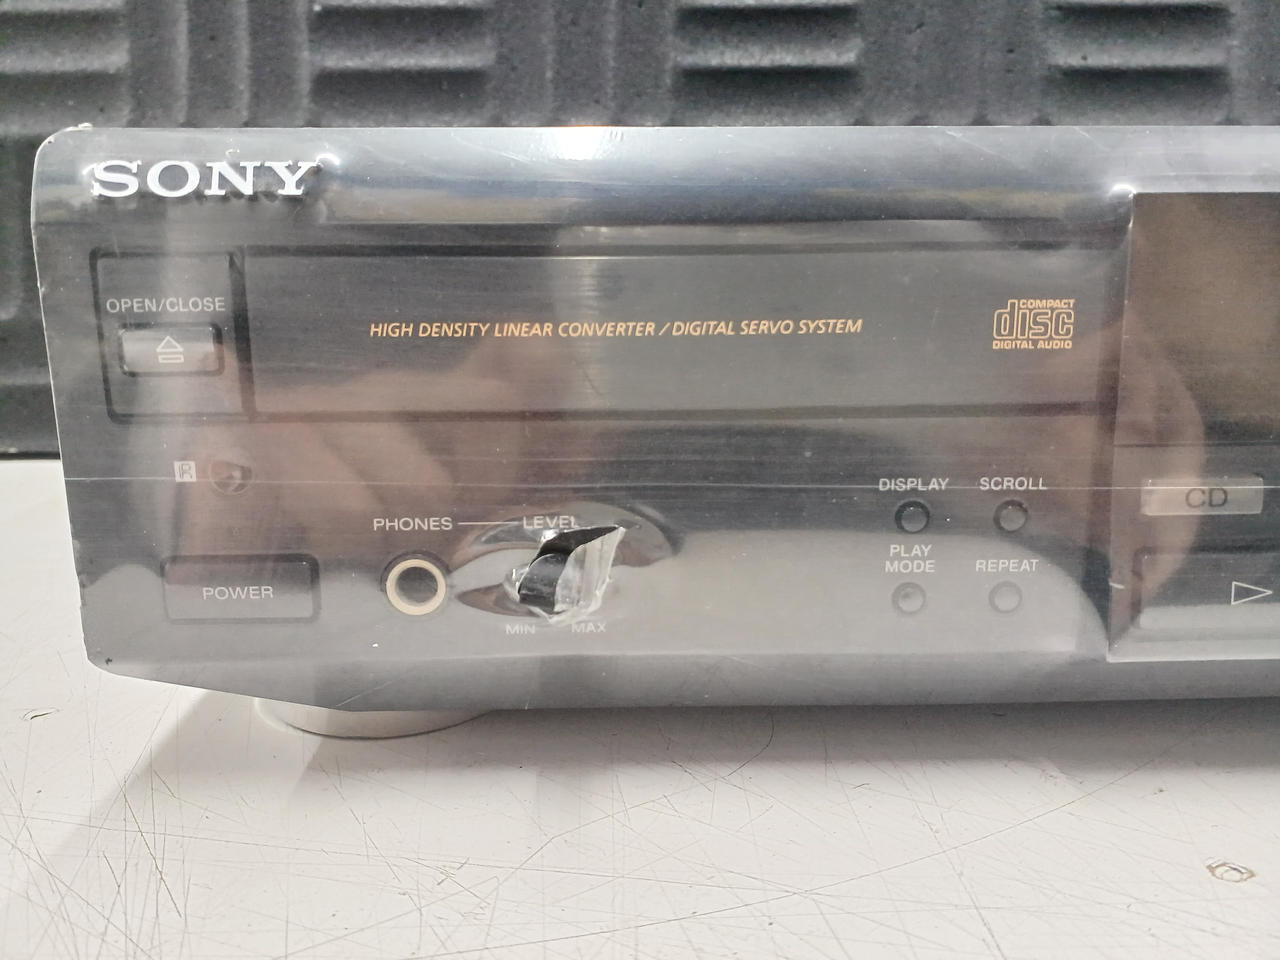 SONY
OPEN/CLOSE
HIGH DENSITY LINEAR CONVERTER / DIGITAL SERVO SYSTEM
COMPACT
disc
DIGITAL AUDIO
R
DISPLAY SCROLL
CD
PHONES LEVEL
PLAY
MODE REPEAT
POWER
MIN MAX